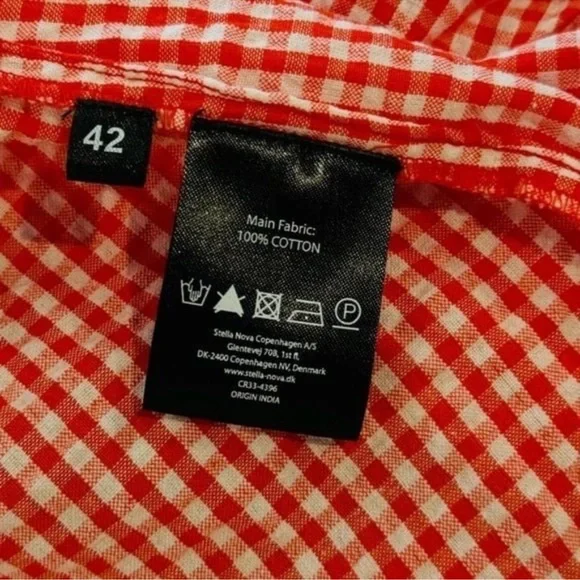 42
Main Fabric:
100% COTTON
P
Stella Nova Copenhagen A/S
Glentevej 70B, 1st fl.
DK-2400 Copenhagen NV, Denmark
www.stella-nova.dk
CR33-4396
ORIGIN INDIA